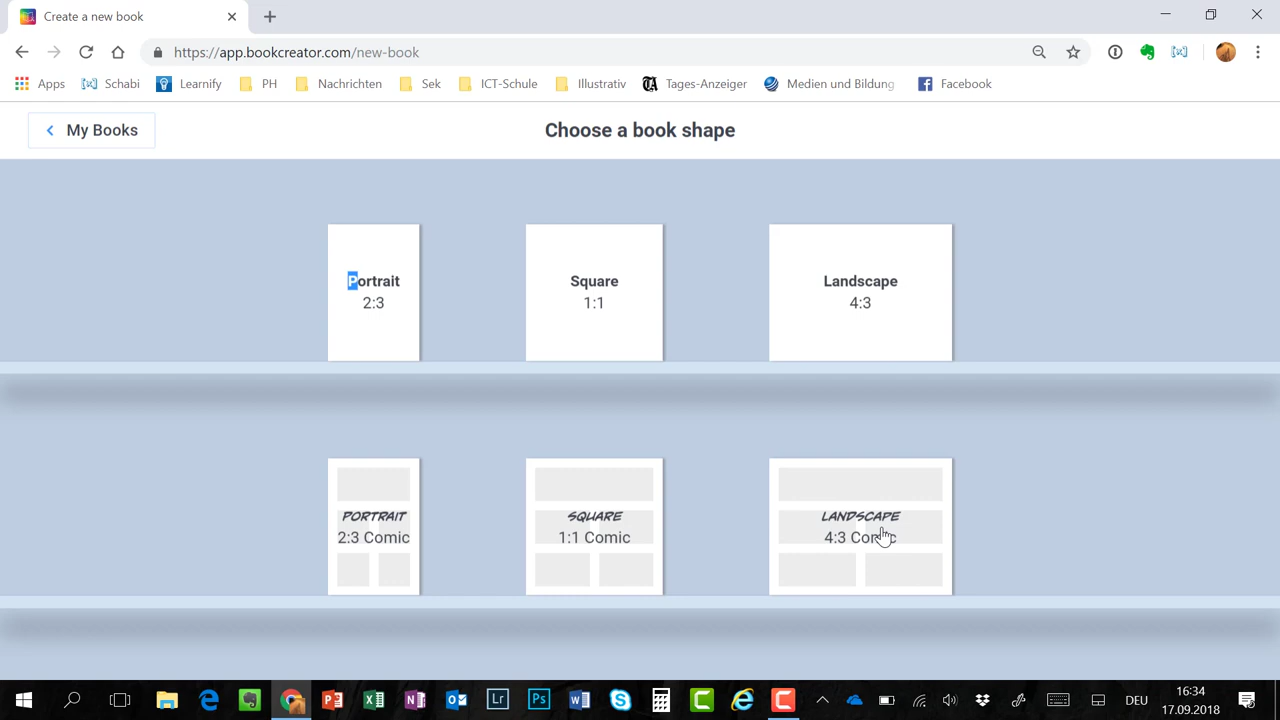 Create a new book
https://app.bookcreator.com/new-book
Apps
Schabi
Learnify
PH
Nachrichten
Sek
ICT-Schule
Illustrativ
Tages-Anzeiger
Medien und Bildung
Facebook
My Books
Choose a book shape
Portrait
2:3
Square
1:1
Landscape
4:3
PORTRAIT
2:3 Comic
SQUARE
1:1 Comic
LANDSCAPE
4:3 Comic
DEU
16:34
17.09.2018